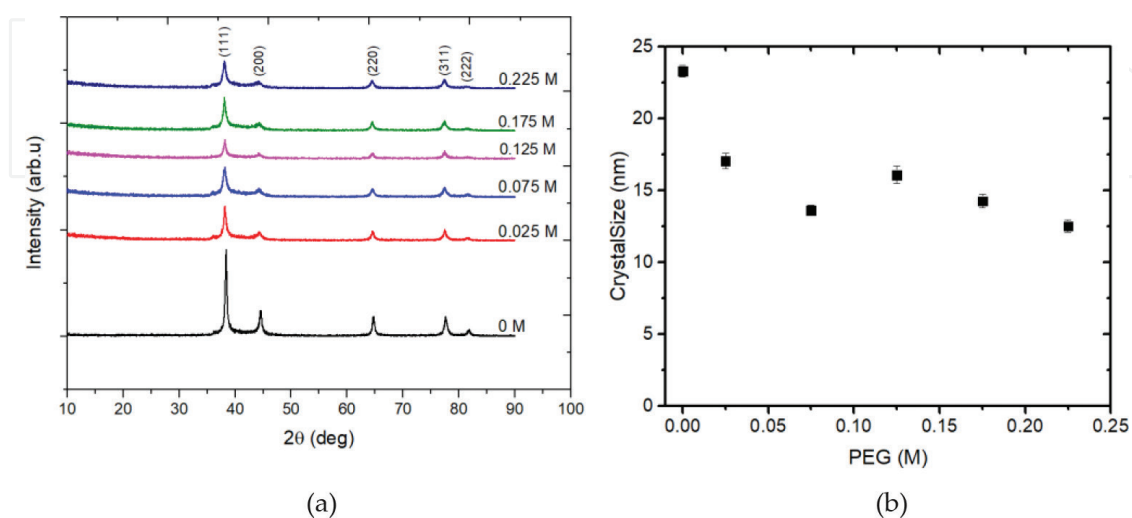 (111)
(200)
(220)
(311)
(222)
0.225 M
0.175 M
0.125 M
0.075 M
0.025 M
0 M
Intensity (arb.u)
10 20 30 40 50 60 70 80 90 100
2θ (deg)
(a)
25
20
15
10
5
0
CrystalSize (nm)
0.00 0.05 0.10 0.15 0.20 0.25
PEG (M)
(b)